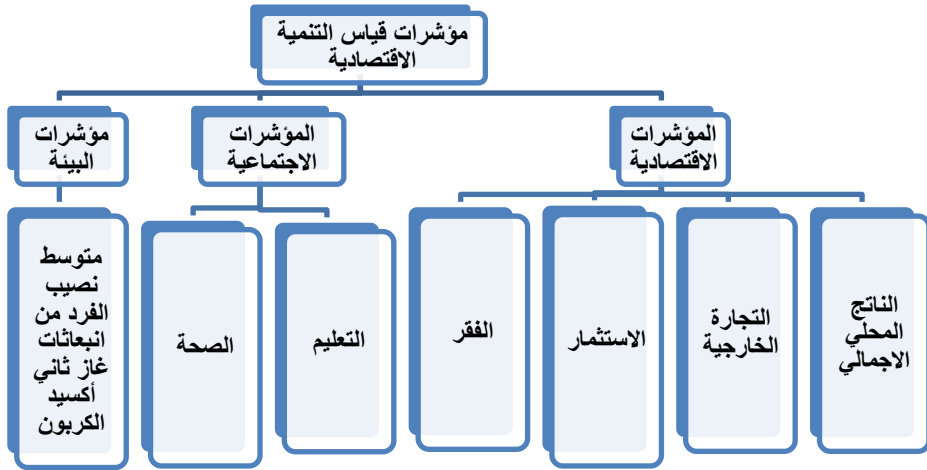 مؤشرات قياس التنمية
الاقتصادية
المؤشرات
الاقتصادية
المؤشرات
الاجتماعية
مؤشرات
البيئة
الناتج
المحلي
الاجمالي
التجارة
الخارجية
الاستثمار
الفقر
التعليم
الصحة
متوسط
نصيب
الفرد من
انبعاثات
غاز ثاني
أكسيد
الكربون